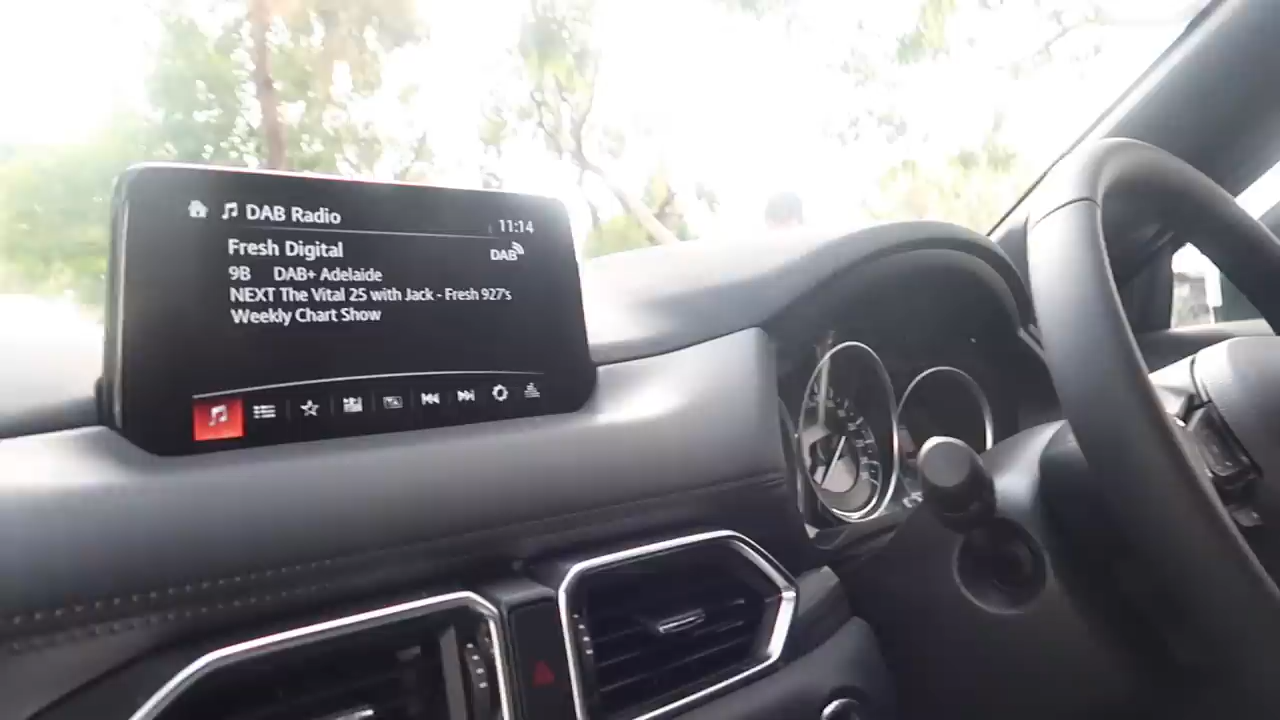 DAB Radio
11:14
Fresh Digital
DAB
9B DAB+ Adelaide
NEXT The Vital 25 with Jack - Fresh 927's
Weekly Chart Show